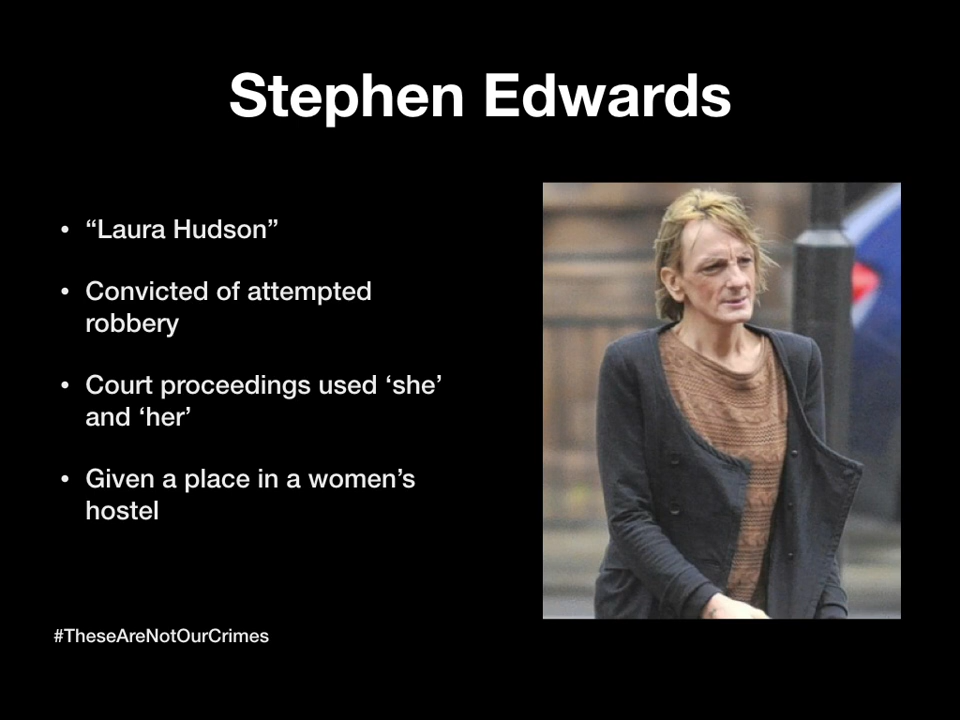 Stephen Edwards
• “Laura Hudson”
• Convicted of attempted
robbery
• Court proceedings used ‘she’
and ‘her’
• Given a place in a women’s
hostel
#TheseAreNotOurCrimes